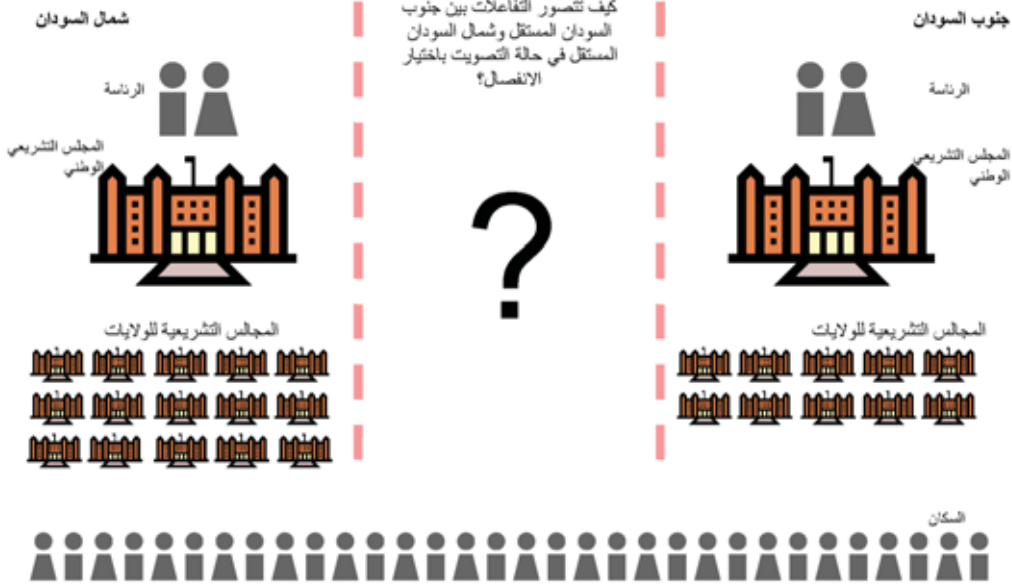 جنوب السودان
كيف تتصور التفاعلات بين جنوب
السودان المستقل وشمال السودان
المستقل في حالة التصويت باختيار
الانفصال؟
شمال السودان
الرئاسة
الرئاسة
المجلس التشريعي
الوطني
المجلس التشريعي
الوطني
?
المجالس التشريعية للولايات
المجالس التشريعية للولايات
السكان